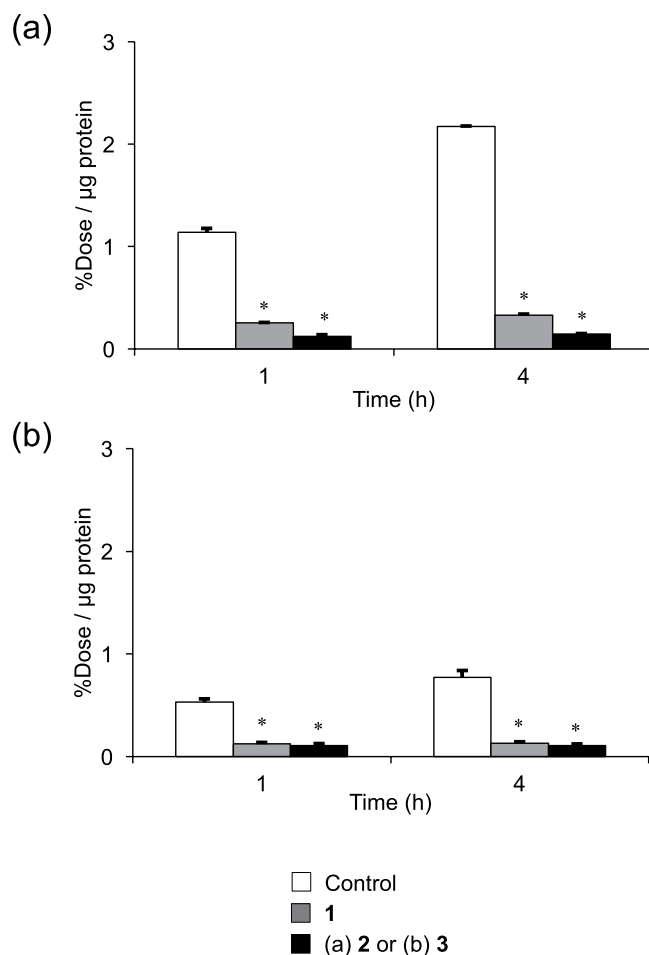 (a)
3
2
1
0
%Dose / µg protein
* * * *
1 4
Time (h)
(b)
3
2
1
0
%Dose / µg protein
* * * *
1 4
Time (h)
Control
1
(a) 2 or (b) 3